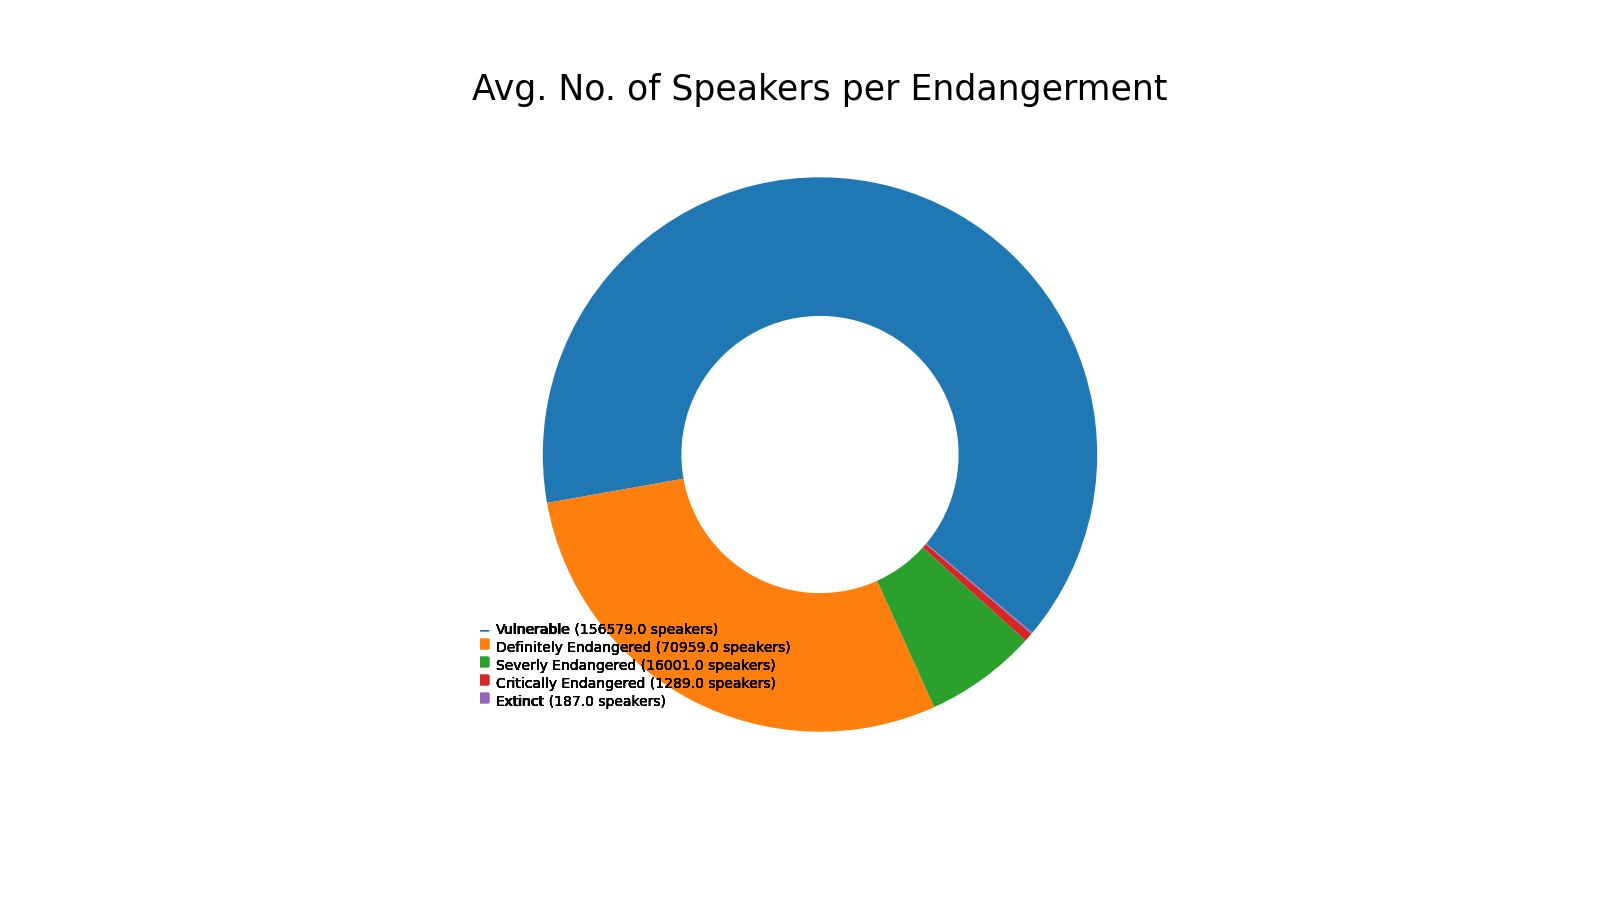 Avg. No. of Speakers per Endangerment
Vulnerable (156579.0 speakers)
Definitely Endangered (70959.0 speakers)
Severly Endangered (16001.0 speakers)
Critically Endangered (1289.0 speakers)
Extinct (187.0 speakers)